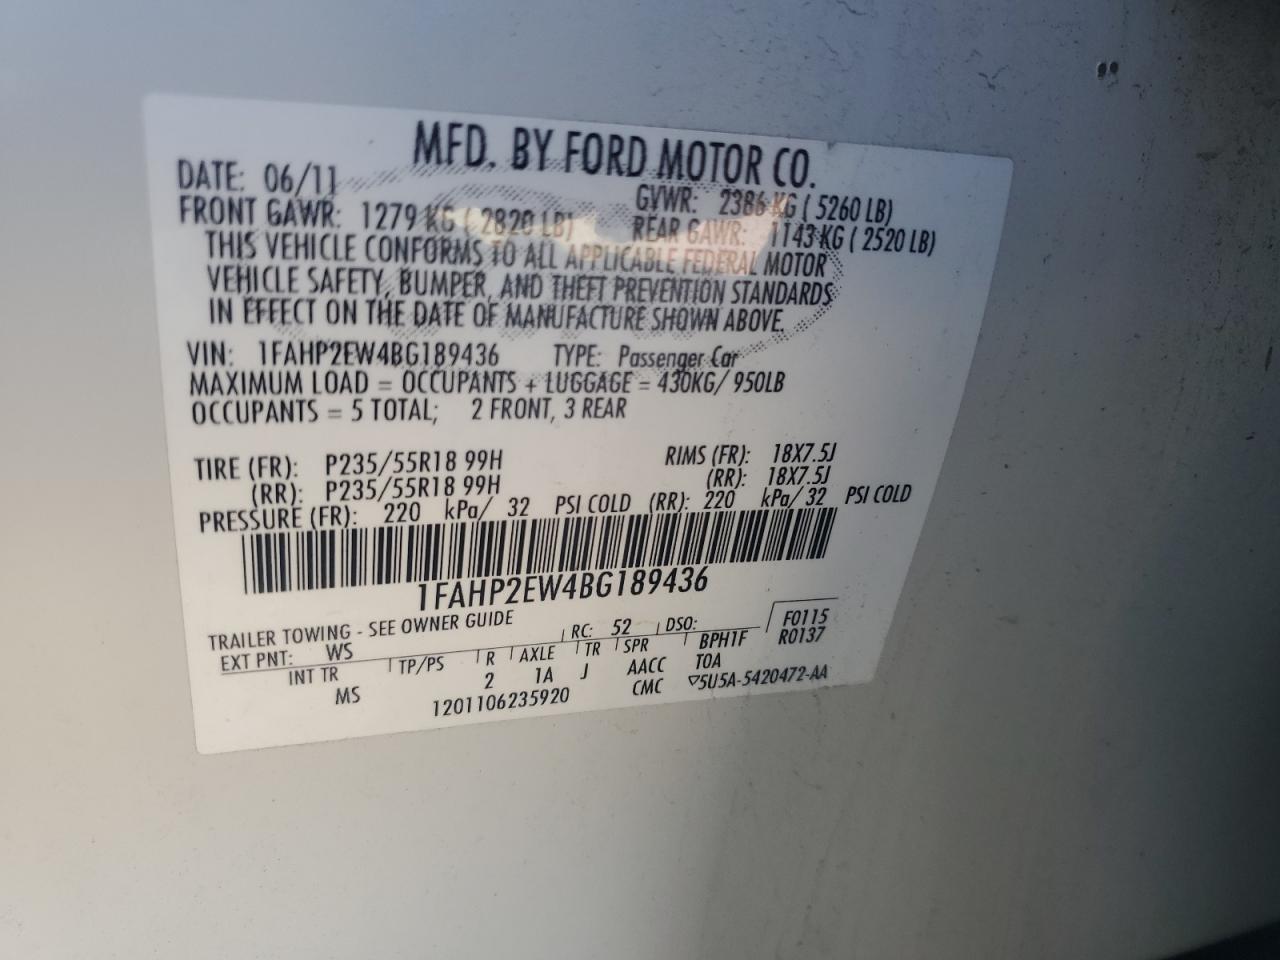 MFD. BY FORD MOTOR CO.
DATE: 06/11 GVWR: 2386 KG ( 5260 LB)
FRONT GAWR: 1279 KG ( 2820 LB) REAR GAWR: 1143 KG ( 2520 LB)
THIS VEHICLE CONFORMS TO ALL APPLICABLE FEDERAL MOTOR
VEHICLE SAFETY, BUMPER, AND THEFT PREVENTION STANDARDS
IN EFFECT ON THE DATE OF MANUFACTURE SHOWN ABOVE.
VIN: 1FAHP2EW4BG189436 TYPE: Passenger Car
MAXIMUM LOAD = OCCUPANTS + LUGGAGE = 430KG/ 950LB
OCCUPANTS = 5 TOTAL; 2 FRONT, 3 REAR
TIRE (FR): P235/55R18 99H RIMS (FR): 18X7.5J
(RR): P235/55R18 99H (RR): 18X7.5J
PRESSURE (FR): 220 kPa/ 32 PSI COLD (RR): 220 kPa/ 32 PSI COLD
1FAHP2EW4BG189436
TRAILER TOWING - SEE OWNER GUIDE
EXT PNT: WS RC: 52 DSO: F0115
R0137
INT TR TP/PS R AXLE TR SPR BPH1F
MS 2 1A J AACC TOA
1201106235920 CMC 5U5A-5420472-AA